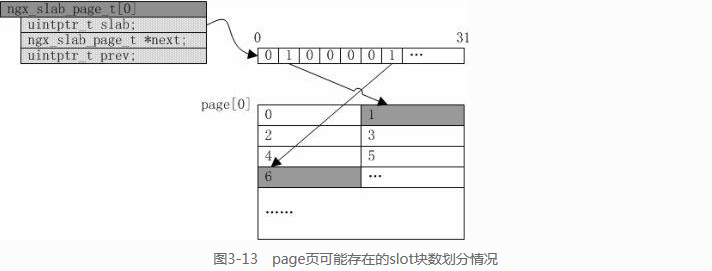 ngx_slab_page_t[0]
uintptr_t slab;
ngx_slab_page_t *next;
uintptr_t prev;
0 31
0 1 0 0 0 0 1 …
page[0]
0 1
2 3
4 5
6 …
……
图3-13 page页可能存在的slot块数划分情况